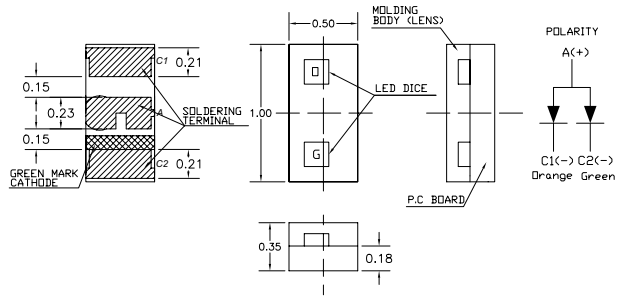 MOLDING
BODY (LENS)
0.50
POLARITY
A(+)
C1
0.21
0.15
O
LED DICE
SOLDERING
TERMINAL
A
0.23
1.00
0.15
G
C2
0.21
GREEN MARK
CATHODE
C1(-) C2(-)
Orange Green
P.C BOARD
0.35
0.18